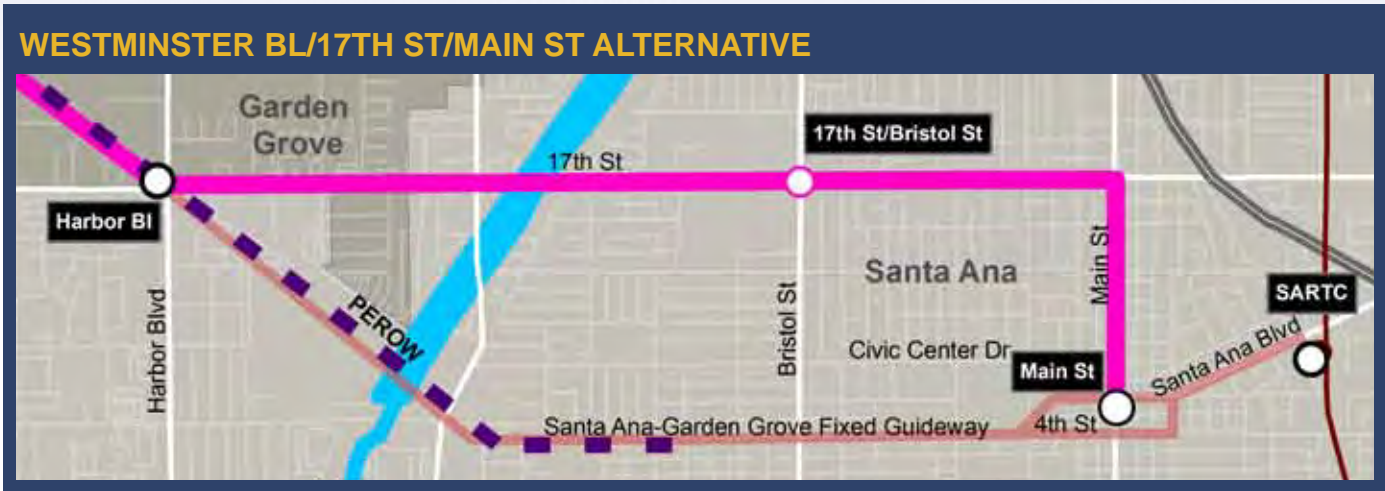 WESTMINSTER BL/17TH ST/MAIN ST ALTERNATIVE
Garden
Grove
17th St/Bristol St
17th St
Harbor Bl
Main St
Santa Ana
SARTC
PEROW
Harbor Blvd
Bristol St
Civic Center Dr
Main St
Santa Ana Blvd
Santa Ana-Garden Grove Fixed Guideway
4th St